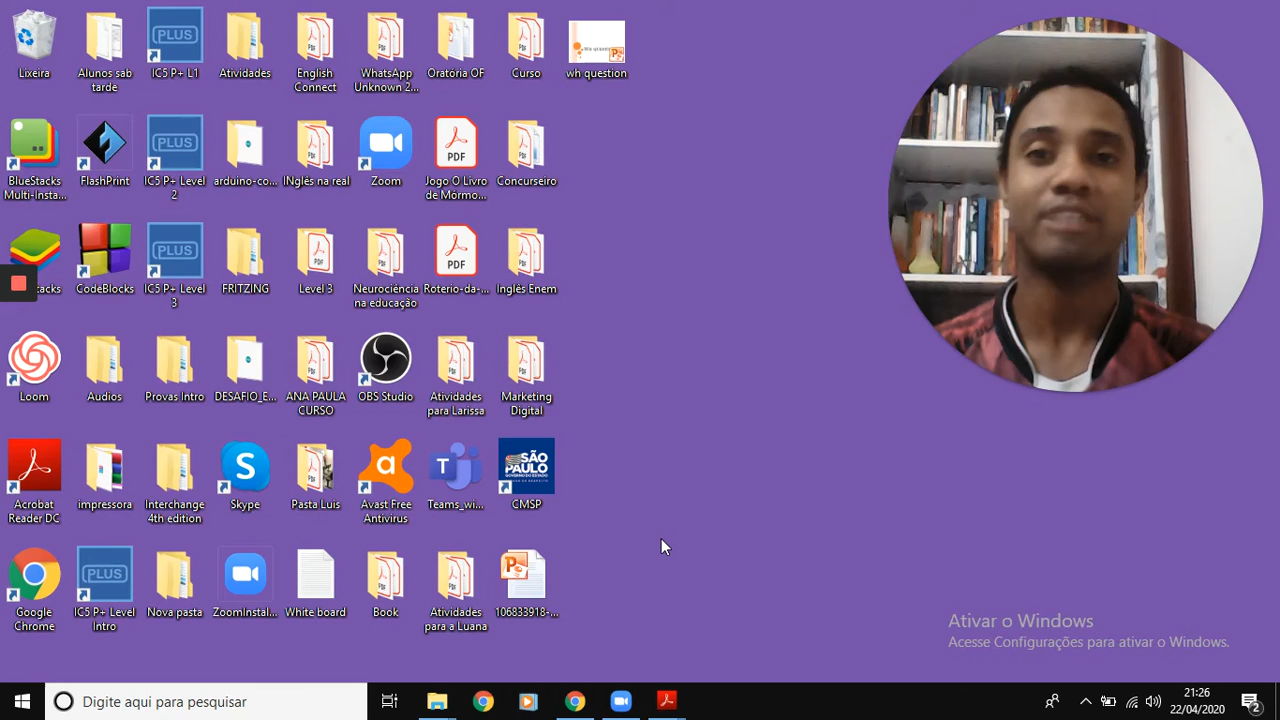 Lixeira
Alunos sab
tarde
PLUS
IC5 P+ L1
Atividades
English
Connect
WhatsApp
Unknown 2...
Oratória OF
Curso
wh question
BlueStacks
Multi-Insta...
FlashPrint
PLUS
IC5 P+ Level
2
arduino-co...
INglês na real
Zoom
PDF
Jogo O Livro
de Mórmo...
Concurseiro
CodeBlocks
PLUS
IC5 P+ Level
3
FRITZING
Level 3
Neurociência
na educação
PDF
Roterio-da-...
Inglês Enem
Loom
Audios
Provas Intro
DESAFIO_E...
ANA PAULA
CURSO
OBS Studio
Atividades
para Larissa
Marketing
Digital
Acrobat
Reader DC
impressora
Interchange
4th edition
Skype
Pasta Luis
Avast Free
Antivirus
Teams_wi...
SÃO
PAULO
CMSP
Google
Chrome
PLUS
IC5 P+ Level
Intro
Nova pasta
ZoomInstal...
White board
Book
Atividades
para a Luana
106833918-...
Ativar o Windows
Acesse Configurações para ativar o Windows.
Digite aqui para pesquisar
21:26
22/04/2020
2